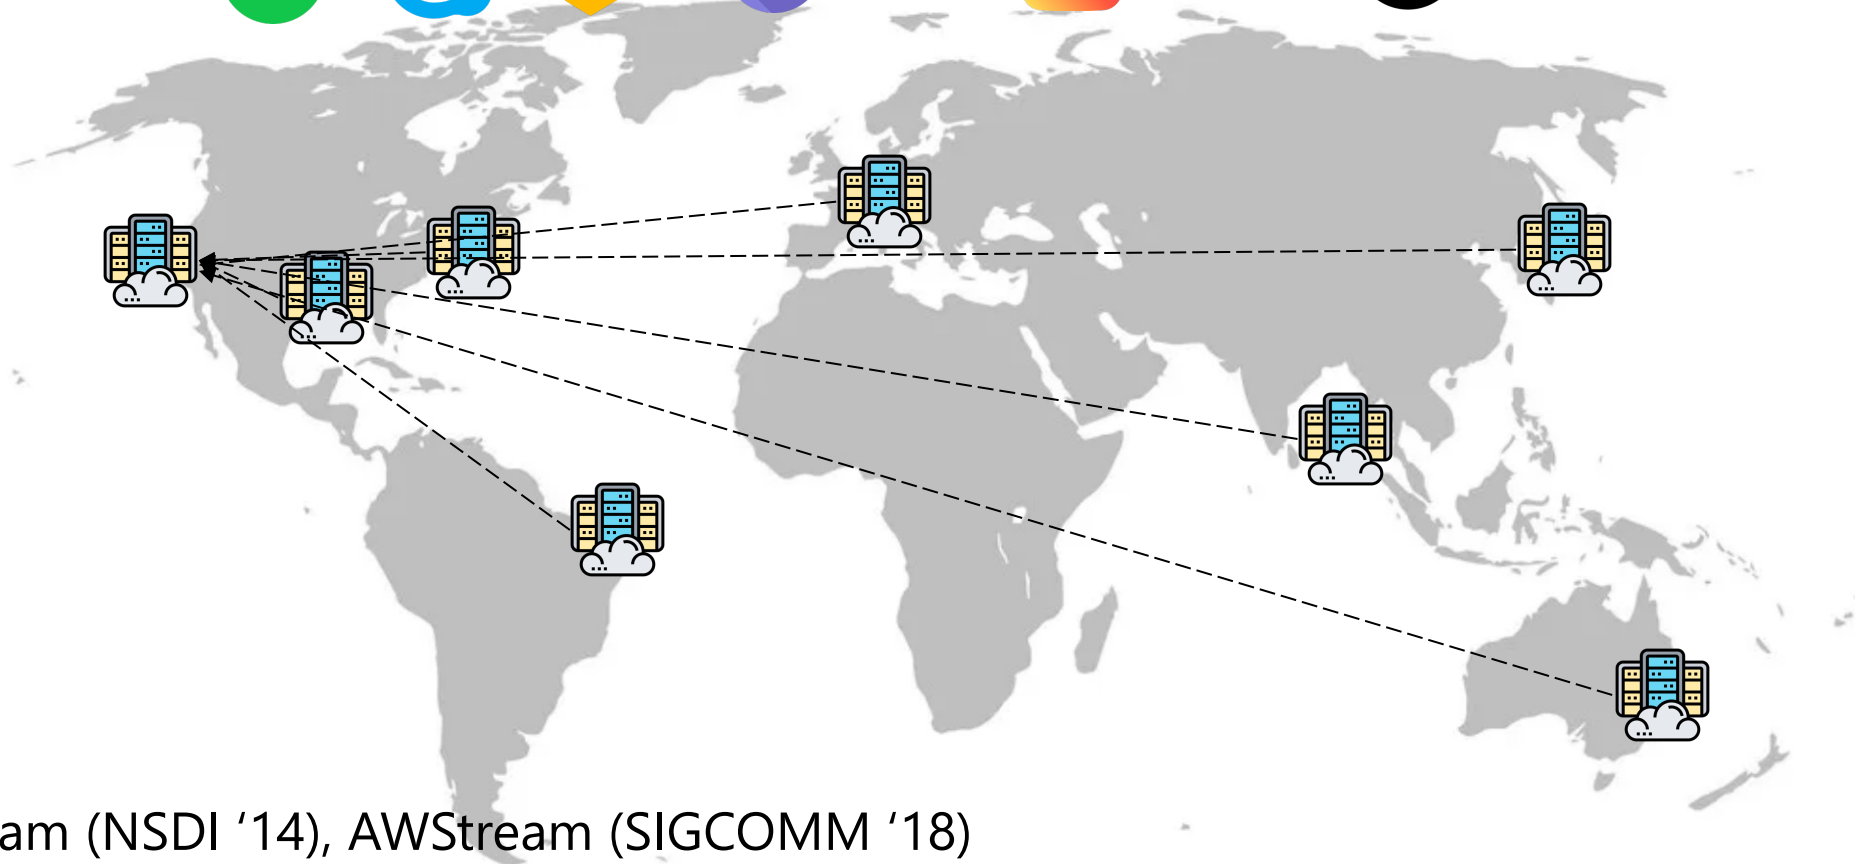 am (NSDI ‘14), AWStream (SIGCOMM ‘18)